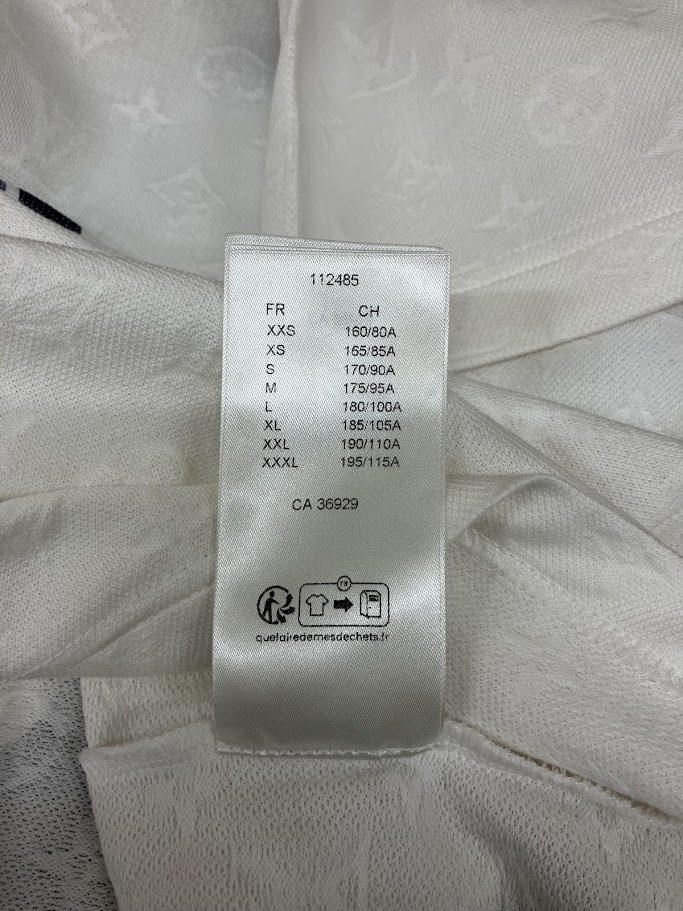 112485
FR CH
XXS 160/80A
XS 165/85A
S 170/90A
M 175/95A
L 180/100A
XL 185/105A
XXL 190/110A
XXXL 195/115A
CA 36929
FR
quefairedemesdechets.fr